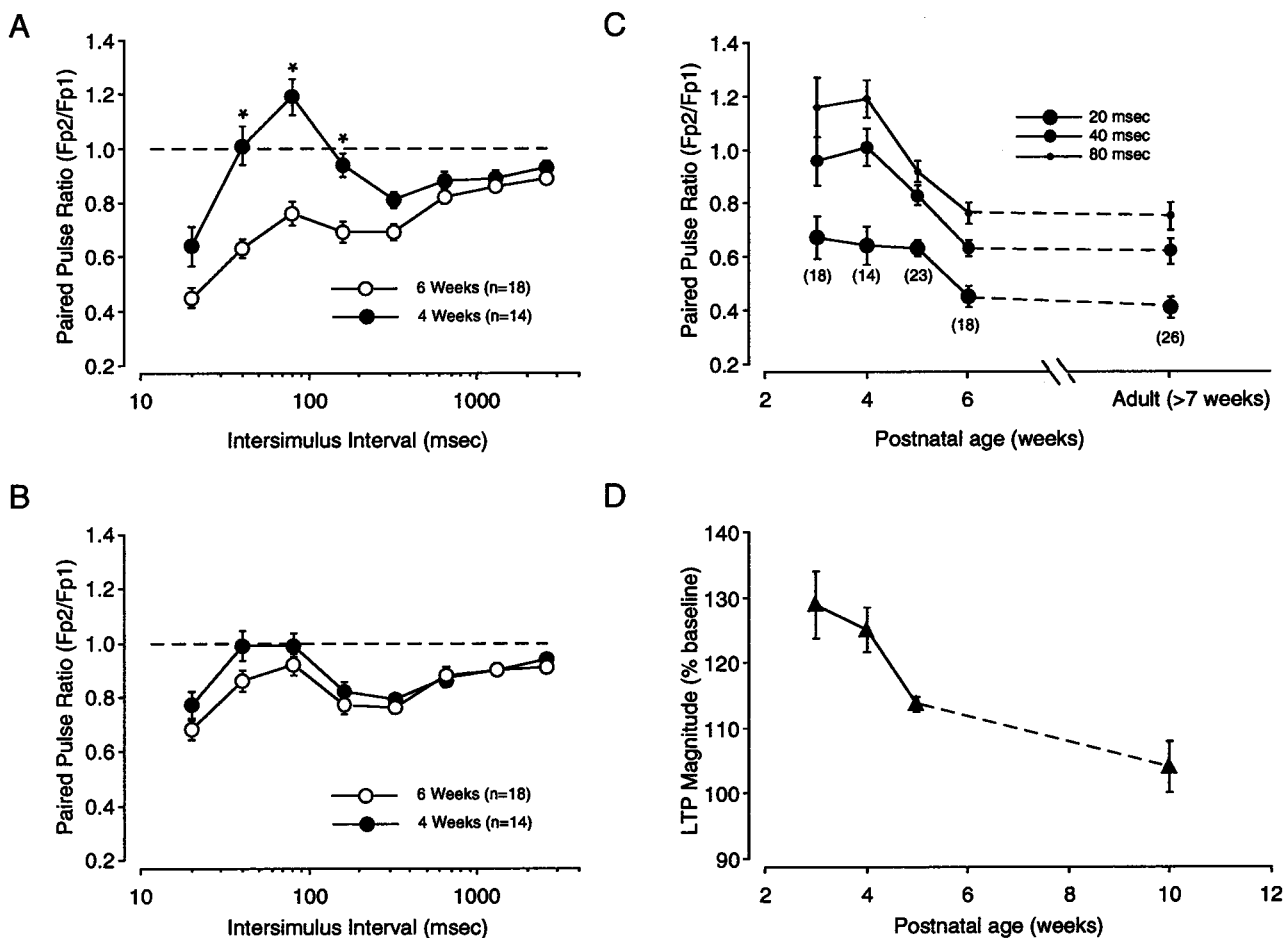 A
Paired Pulse Ratio (Fp2/Fp1)
1.4
1.2
1.0
0.8
0.6
0.4
0.2
*
*
*
6 Weeks (n=18)
4 Weeks (n=14)
10
100
1000
Intersimulus Interval (msec)
B
Paired Pulse Ratio (Fp2/Fp1)
1.4
1.2
1.0
0.8
0.6
0.4
0.2
6 Weeks (n=18)
4 Weeks (n=14)
10
100
1000
Intersimulus Interval (msec)
C
Paired Pulse Ratio (Fp2/Fp1)
1.4
1.2
1.0
0.8
0.6
0.4
0.2
20 msec
40 msec
80 msec
(18)
(14)
(23)
(18)
(26)
2
4
6
Adult (>7 weeks)
Postnatal age (weeks)
D
LTP Magnitude (% baseline)
140
130
120
110
100
90
2
4
6
8
10
12
Postnatal age (weeks)